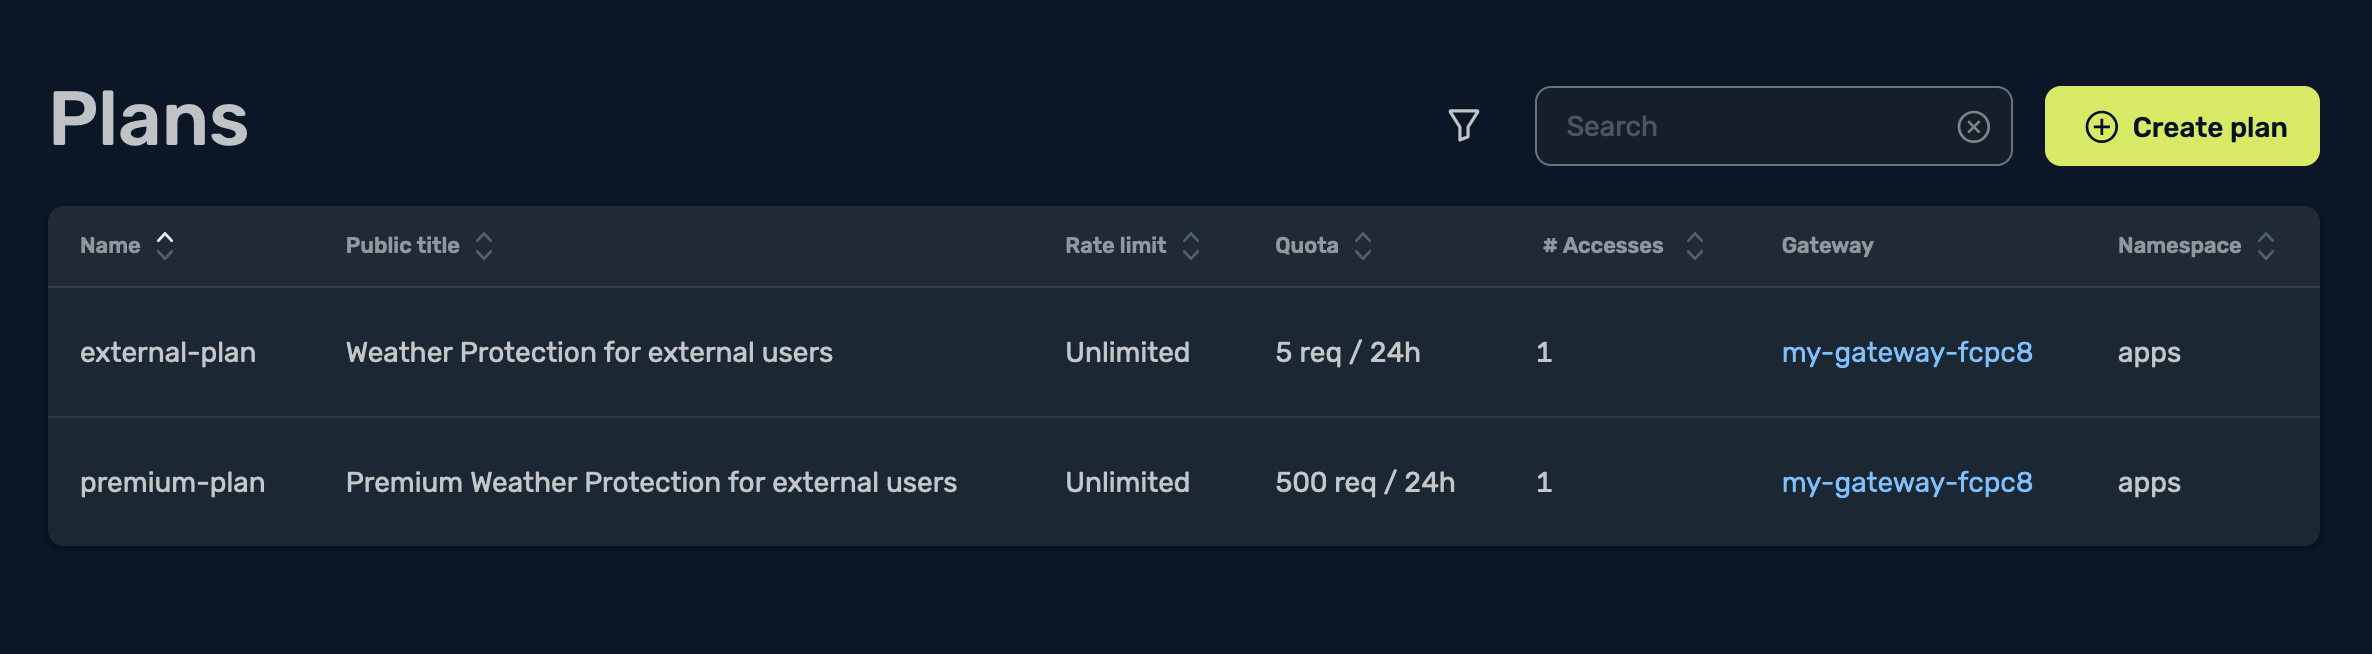 Plans
Search
Create plan
Name Public title Rate limit Quota # Accesses Gateway Namespace
external-plan Weather Protection for external users Unlimited 5 req / 24h 1 my-gateway-fcpc8 apps
premium-plan Premium Weather Protection for external users Unlimited 500 req / 24h 1 my-gateway-fcpc8 apps